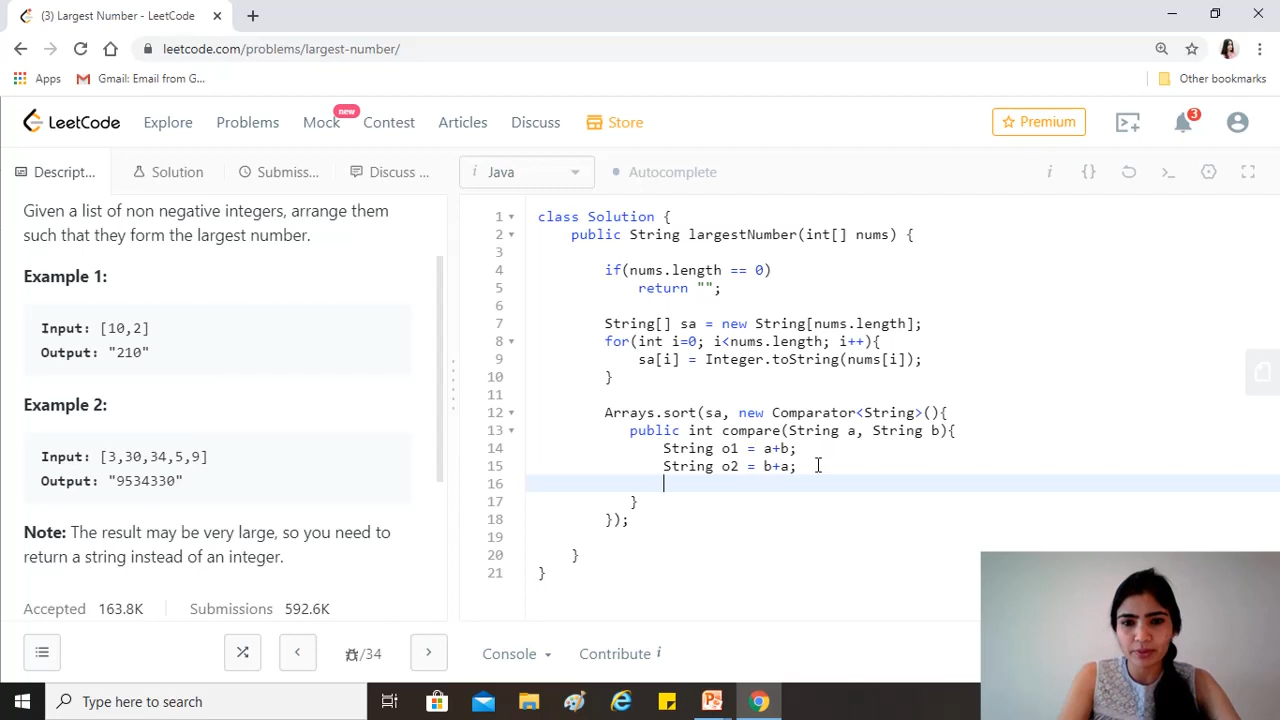 (3) Largest Number - LeetCode
leetcode.com/problems/largest-number/
Apps
Gmail: Email from G...
Other bookmarks
LeetCode
Explore
Problems
Mock
new
Contest
Articles
Discuss
Store
Premium
3
Descript...
Solution
Submiss...
Discuss ...
i Java
Autocomplete
i
{}
Given a list of non negative integers, arrange them
such that they form the largest number.
Example 1:
Input: [10,2]
Output: "210"
Example 2:
Input: [3,30,34,5,9]
Output: "9534330"
Note: The result may be very large, so you need to
return a string instead of an integer.
Accepted 163.8K
Submissions 592.6K
1 class Solution {
2 public String largestNumber(int[] nums) {
3
4 if(nums.length == 0)
5 return "";
6
7 String[] sa = new String[nums.length];
8 for(int i=0; i<nums.length; i++){
9 sa[i] = Integer.toString(nums[i]);
10 }
11
12 Arrays.sort(sa, new Comparator<String>(){
13 public int compare(String a, String b){
14 String o1 = a+b;
15 String o2 = b+a;
16
17 }
18 });
19
20 }
21 }
/34
Console
Contribute i
Type here to search